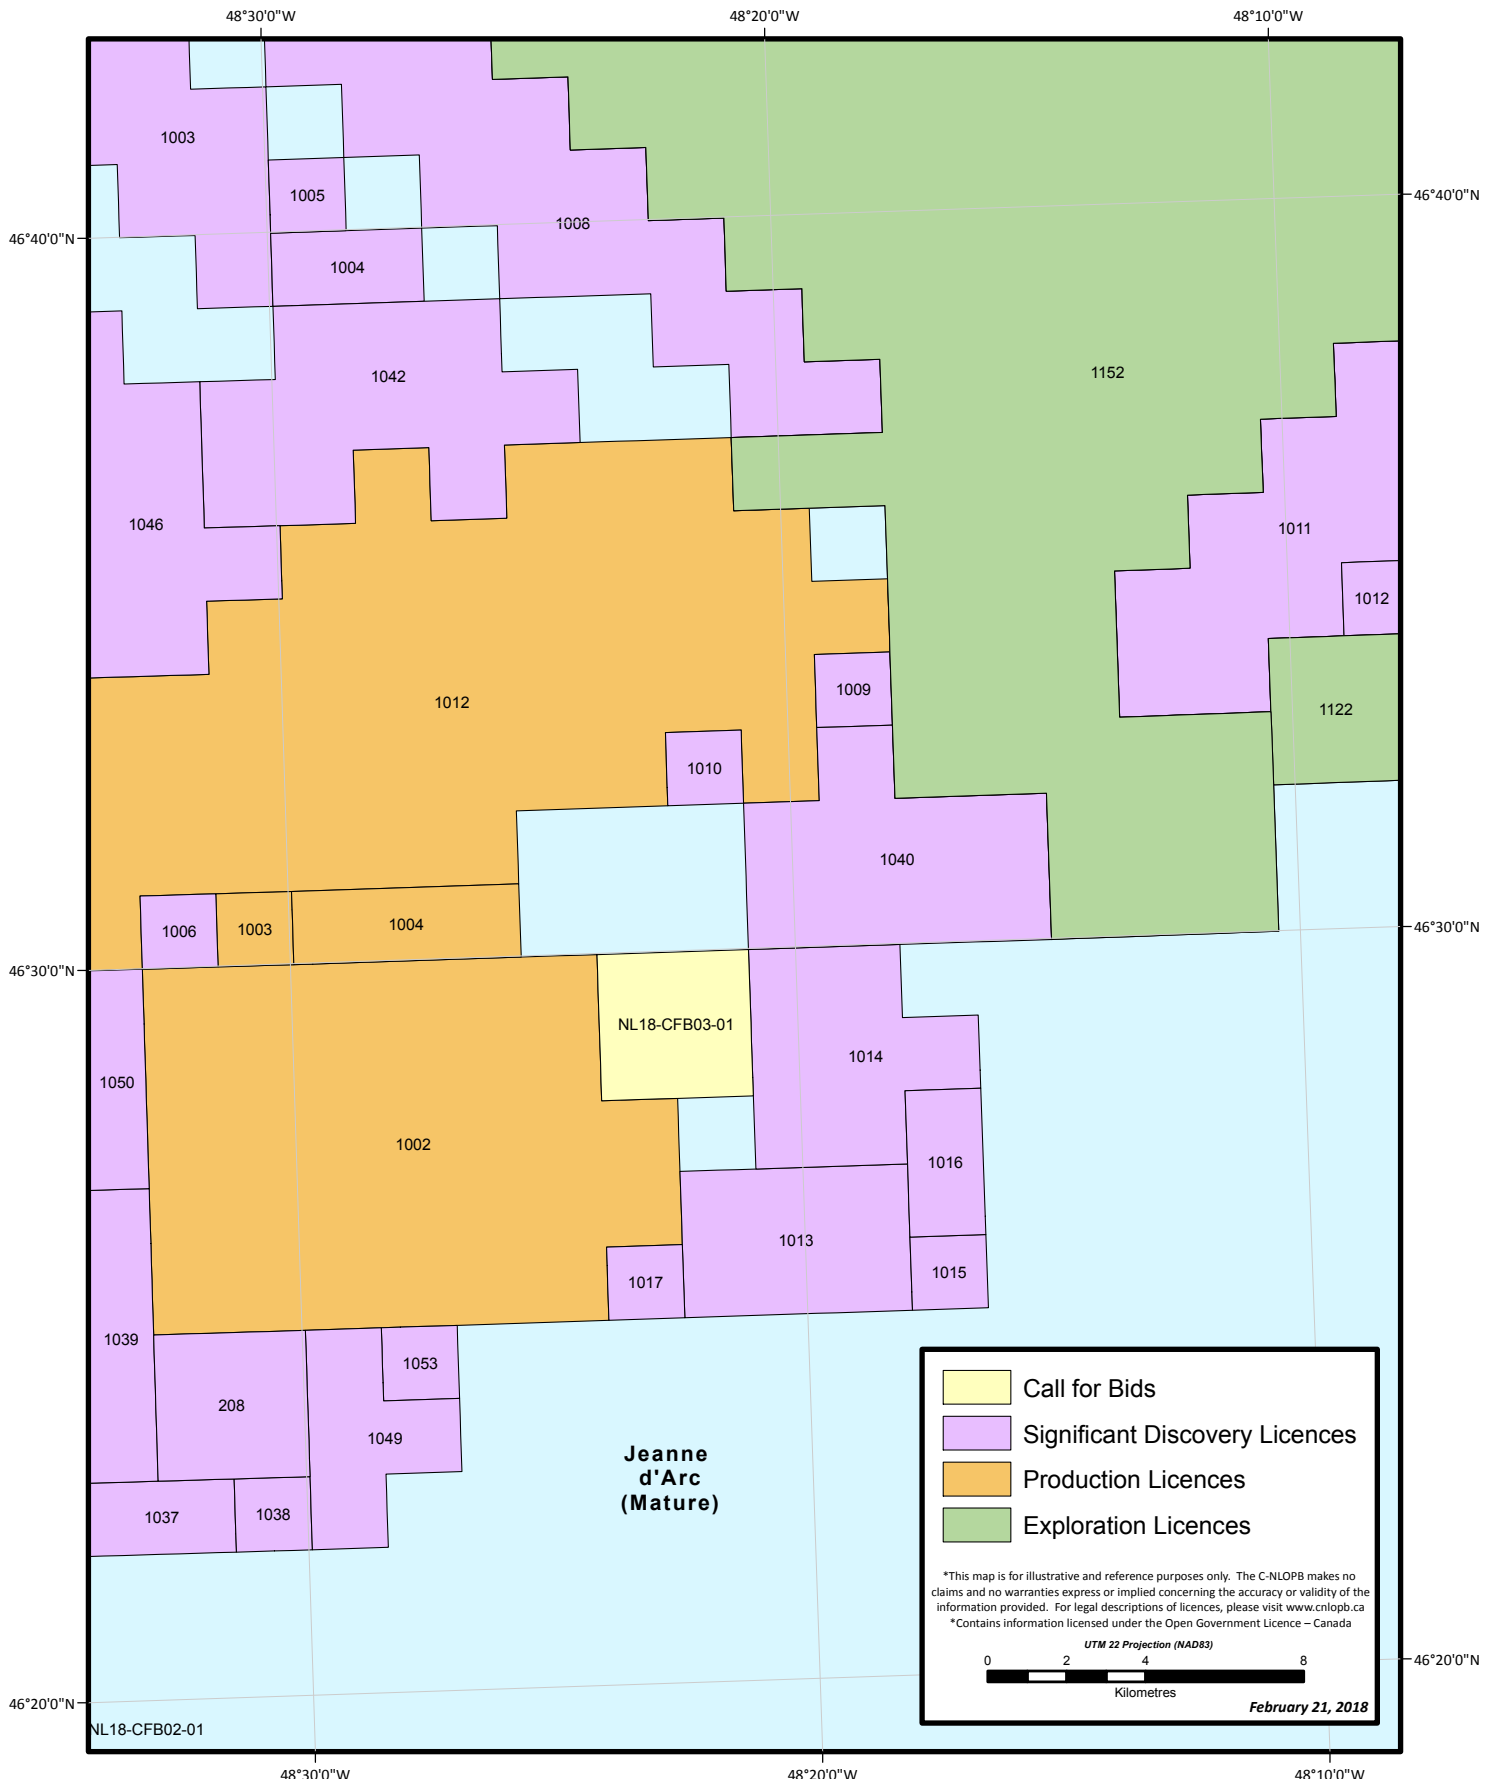 48°30'0"W
48°20'0"W
48°10'0"W
1003
1005
46°40'0"N
1008
46°40'0"N
1004
1042
1152
1046
1011
1012
1009
1012
1122
1010
1040
1006
1003
1004
46°30'0"N
46°30'0"N
NL18-CFB03-01
1014
1050
1002
1016
1013
1015
1017
1039
1053
208
1049
1037
1038
Jeanne
d'Arc
(Mature)
Call for Bids
Significant Discovery Licences
Production Licences
Exploration Licences
*This map is for illustrative and reference purposes only. The C-NLOPB makes no
claims and no warranties express or implied concerning the accuracy or validity of the
information provided. For legal descriptions of licences, please visit www.cnlopb.ca
*Contains information licensed under the Open Government Licence – Canada
UTM 22 Projection (NAD83)
0 2 4 8
Kilometres
February 21, 2018
46°20'0"N
46°20'0"N
NL18-CFB02-01
48°30'0"W
48°20'0"W
48°10'0"W